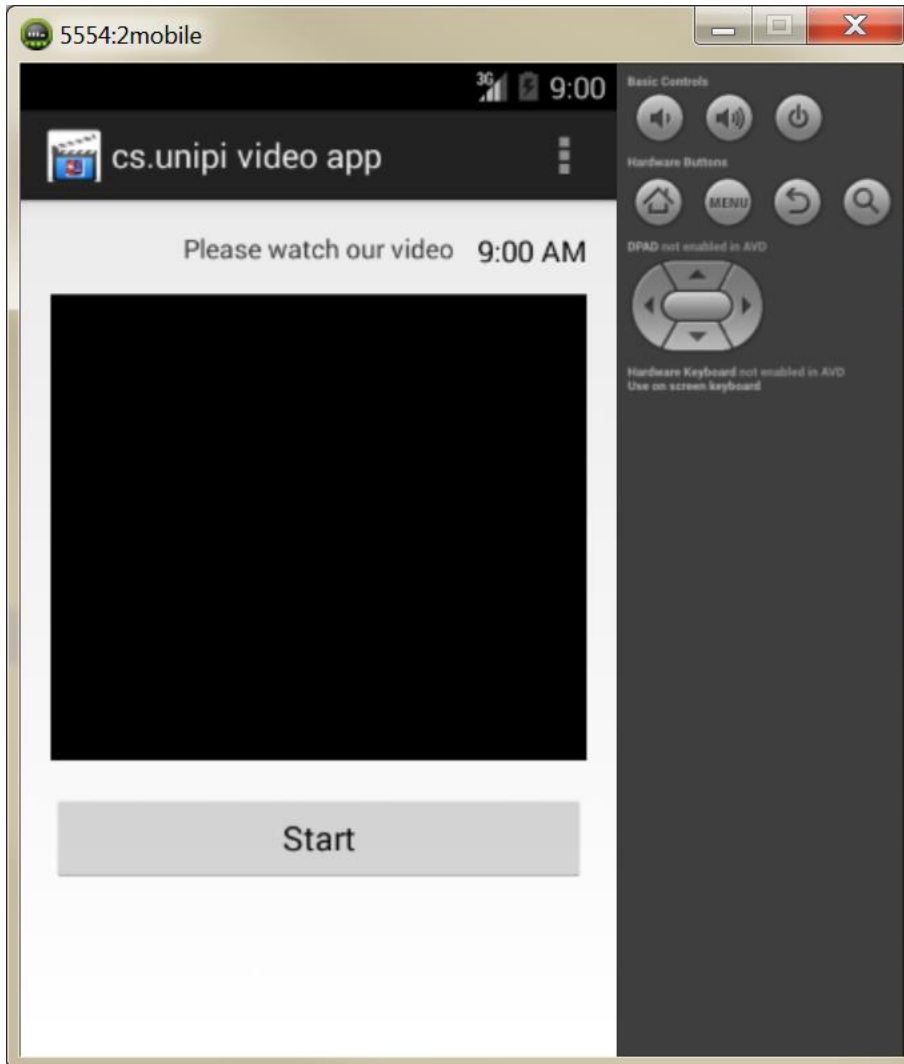 5554:2mobile
3G 9:00
cs.unipi video app
Please watch our video 9:00 AM
Start
Basic Controls
Hardware Buttons
MENU
DPAD not enabled in AVD
Hardware Keyboard not enabled in AVD
Use on screen keyboard